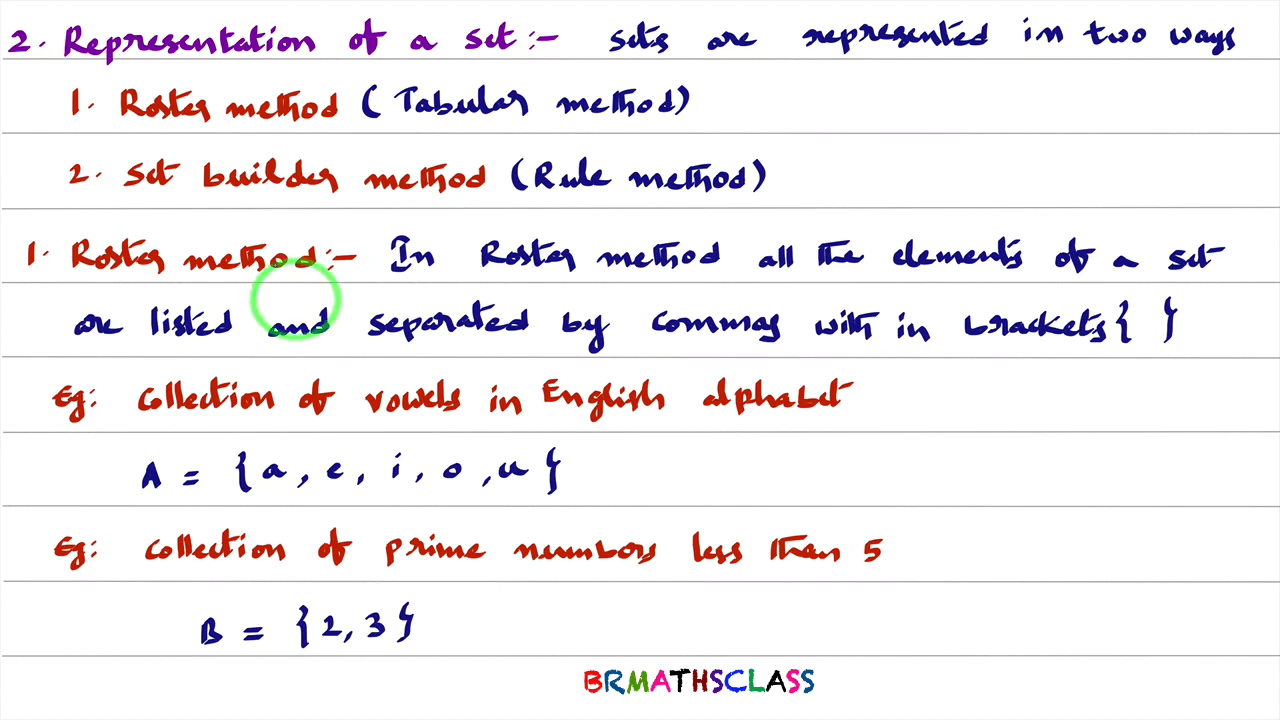 2. Representation of a set :- sets are represented in two ways
1. Roster method (Tabular method)
2. Set builder method (Rule method)
1. Roster method :- In Roster method all the elements of a set
are listed and separated by commas with in brackets { }
Eg: Collection of vowels in English alphabet
A = {a, e, i, o, u}
Eg: Collection of prime numbers less than 5
B = {2, 3}
BRMATHSCLASS